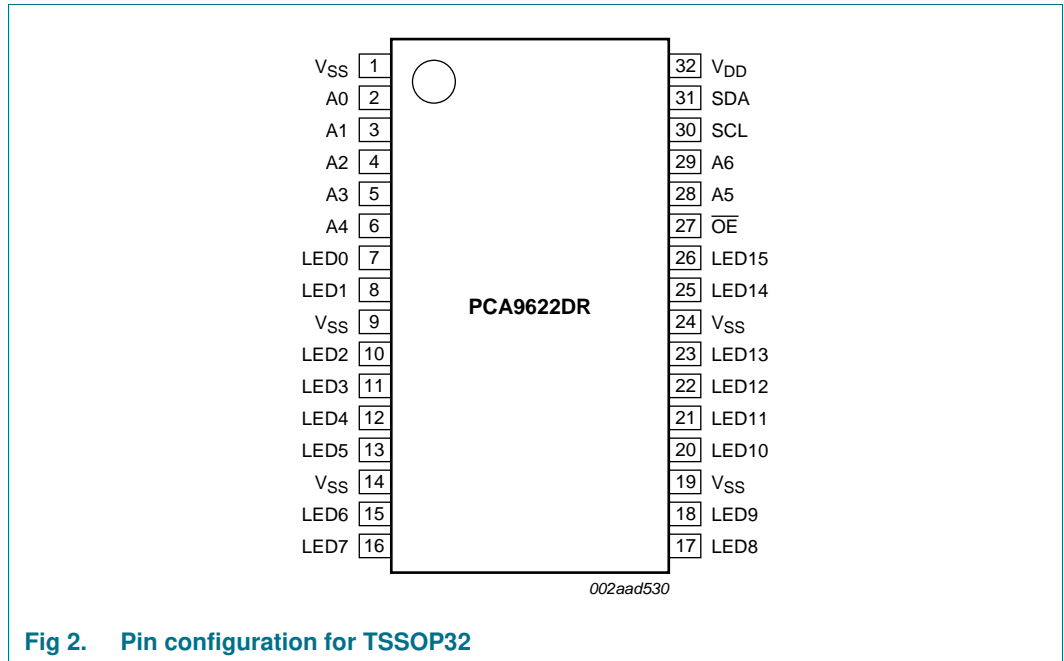 VSS 1 32 VDD
A0 2 31 SDA
A1 3 30 SCL
A2 4 29 A6
A3 5 28 A5
A4 6 27 O̅E̅
LED0 7 26 LED15
LED1 8 25 LED14
PCA9622DR
VSS 9 24 VSS
LED2 10 23 LED13
LED3 11 22 LED12
LED4 12 21 LED11
LED5 13 20 LED10
VSS 14 19 VSS
LED6 15 18 LED9
LED7 16 17 LED8
002aad530
Fig 2. Pin configuration for TSSOP32